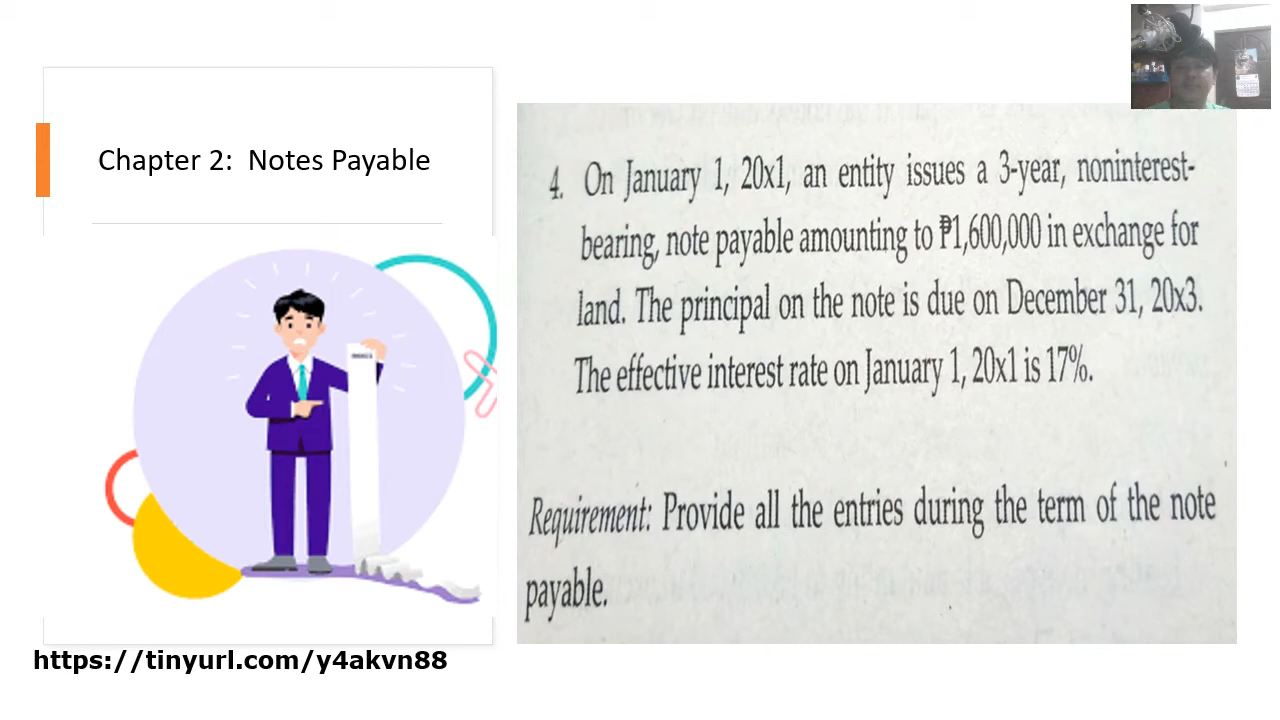 Chapter 2: Notes Payable
4. On January 1, 20x1, an entity issues a 3-year, noninterest-
bearing, note payable amounting to ₱1,600,000 in exchange for
land. The principal on the note is due on December 31, 20x3.
The effective interest rate on January 1, 20x1 is 17%.
Requirement: Provide all the entries during the term of the note
payable.
https://tinyurl.com/y4akvn88